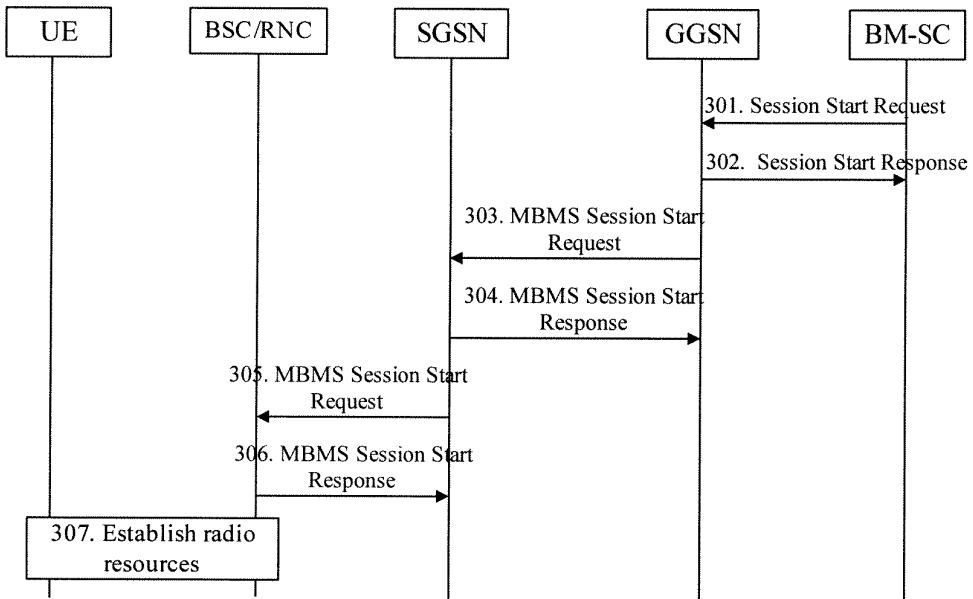 UE
BSC/RNC
SGSN
GGSN
BM-SC
301. Session Start Request
302. Session Start Response
303. MBMS Session Start
Request
304. MBMS Session Start
Response
305. MBMS Session Start
Request
306. MBMS Session Start
Response
307. Establish radio
resources